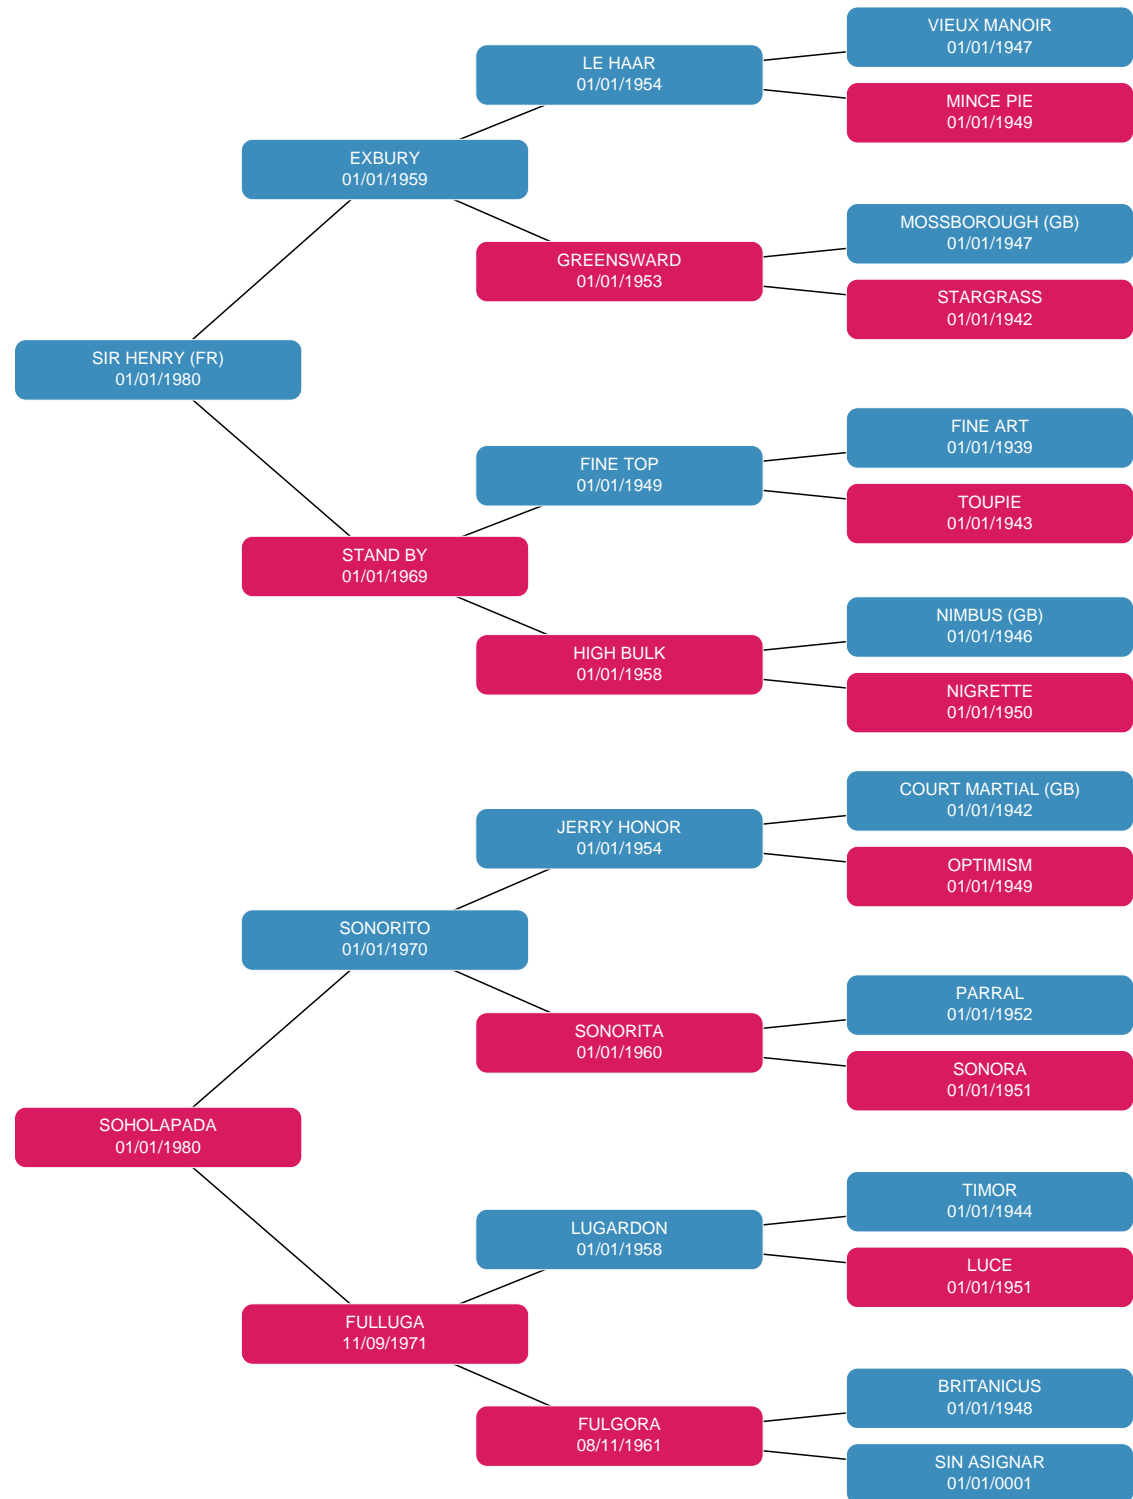 VIEUX MANOIR
01/01/1947
LE HAAR
01/01/1954
MINCE PIE
01/01/1949
EXBURY
01/01/1959
MOSSBOROUGH (GB)
01/01/1947
GREENSWARD
01/01/1953
STARGRASS
01/01/1942
SIR HENRY (FR)
01/01/1980
FINE ART
01/01/1939
FINE TOP
01/01/1949
TOUPIE
01/01/1943
STAND BY
01/01/1969
NIMBUS (GB)
01/01/1946
HIGH BULK
01/01/1958
NIGRETTE
01/01/1950
COURT MARTIAL (GB)
01/01/1942
JERRY HONOR
01/01/1954
OPTIMISM
01/01/1949
SONORITO
01/01/1970
PARRAL
01/01/1952
SONORITA
01/01/1960
SONORA
01/01/1951
SOHOLAPADA
01/01/1980
TIMOR
01/01/1944
LUGARDON
01/01/1958
LUCE
01/01/1951
FULLUGA
11/09/1971
BRITANICUS
01/01/1948
FULGORA
08/11/1961
SIN ASIGNAR
01/01/0001